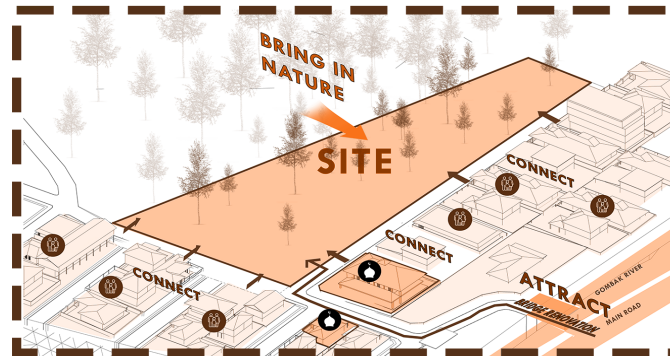 BRING IN
NATURE
SITE
CONNECT
CONNECT
CONNECT
ATTRACT
BRIDGE RENOVATION
GOMBAK RIVER
MAIN ROAD